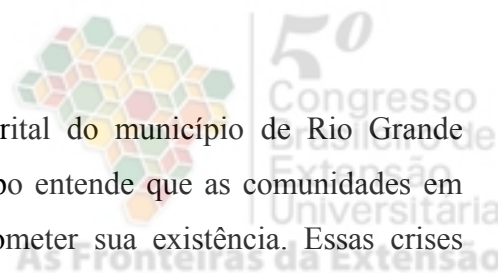 5º
Congresso
Brasileiro de
Extensão
Universitária
As Fronteiras da Extensão
rital do município de Rio Grande
po entende que as comunidades em
ometer sua existência. Essas crises